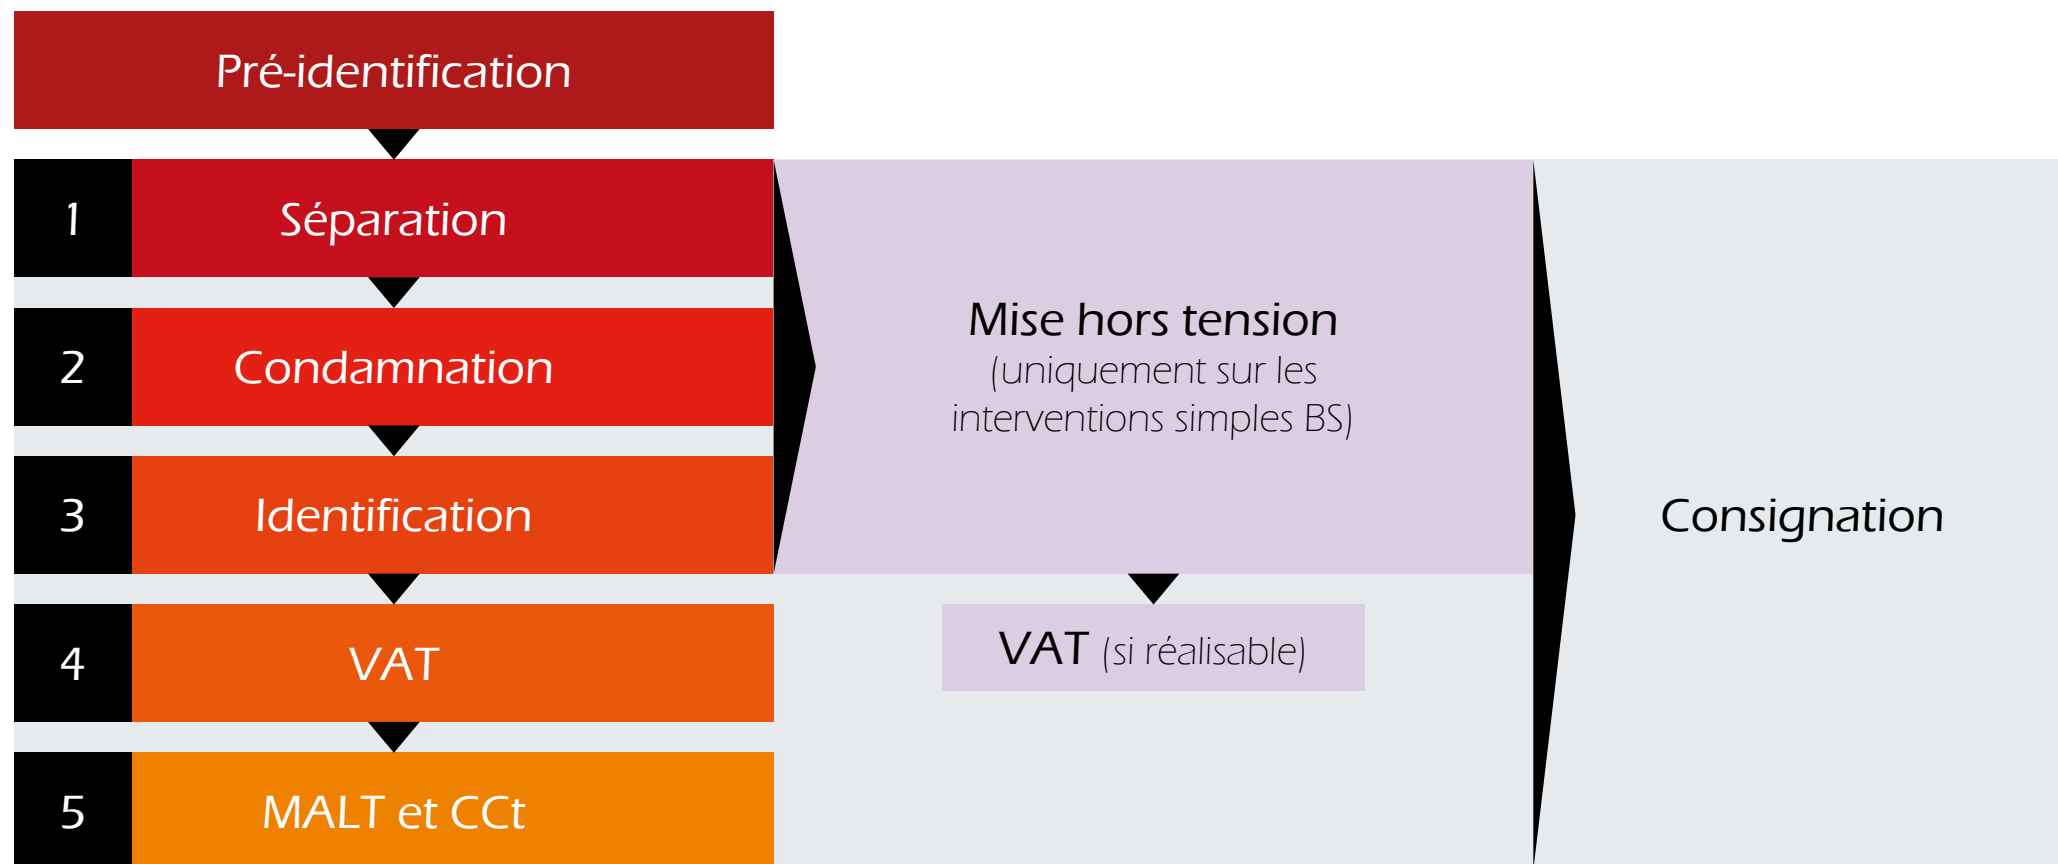 Pré-identification
1 Séparation
2 Condamnation
3 Identification
4 VAT
5 MALT et CCt
Mise hors tension
(uniquement sur les
interventions simples BS)
VAT (si réalisable)
Consignation